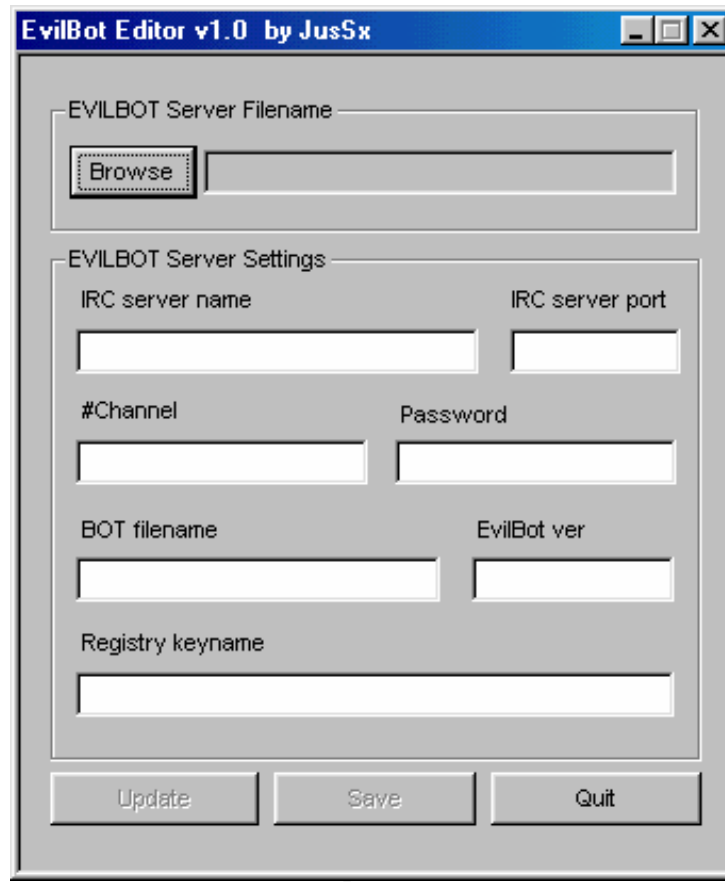 EvilBot Editor v1.0 by JusSx
EVILBOT Server Filename
Browse
EVILBOT Server Settings
IRC server name
IRC server port
#Channel
Password
BOT filename
EvilBot ver
Registry keyname
Update
Save
Quit